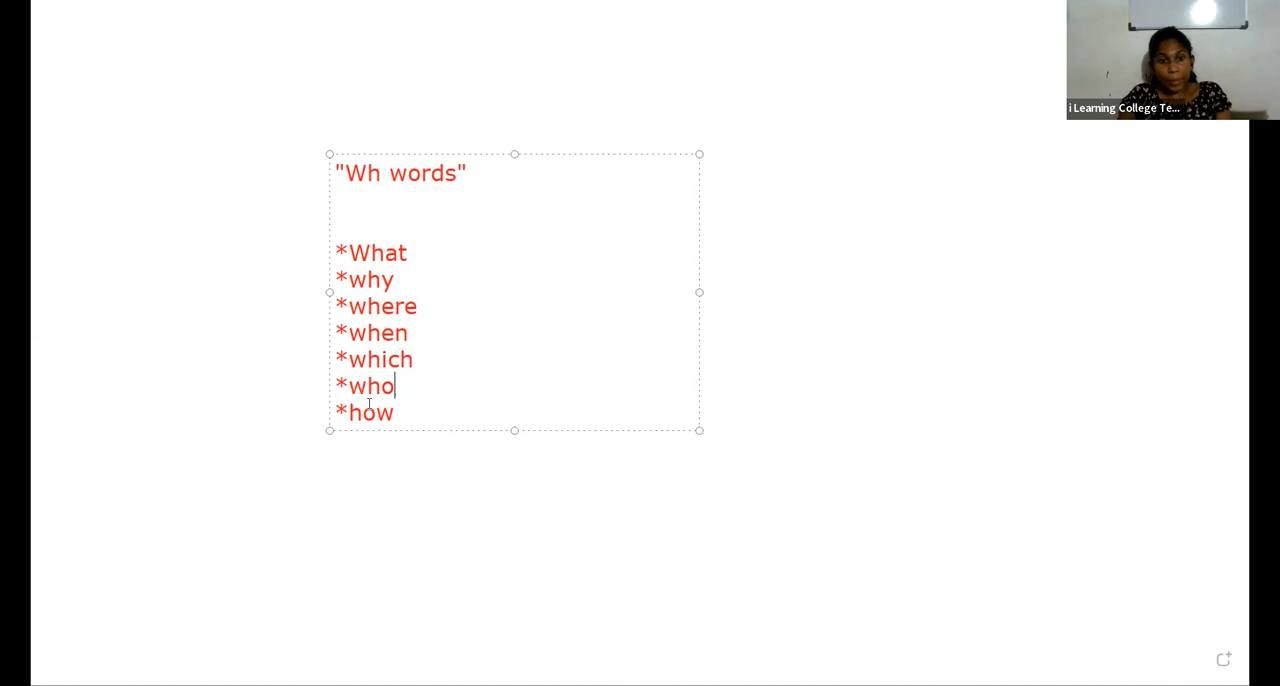 i Learning College Te...
"Wh words"
*What
*why
*where
*when
*which
*who
*how